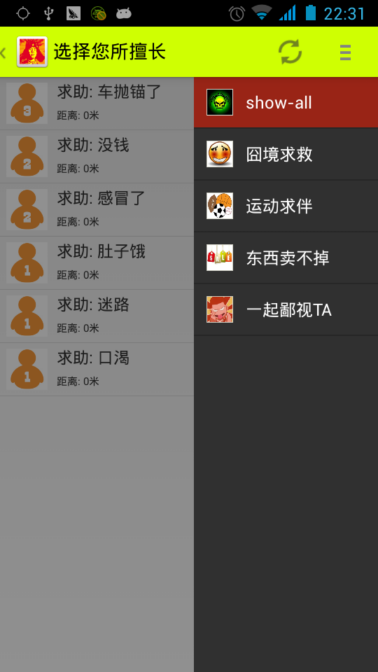 22:31
选择您所擅长
求助: 车抛锚了
距离: 0米
3
求助: 没钱
距离: 0米
2
求助: 感冒了
距离: 0米
2
求助: 肚子饿
距离: 0米
1
求助: 迷路
距离: 0米
1
求助: 口渴
距离: 0米
1
show-all
囧境求救
运动求伴
东西卖不掉
一起鄙视TA